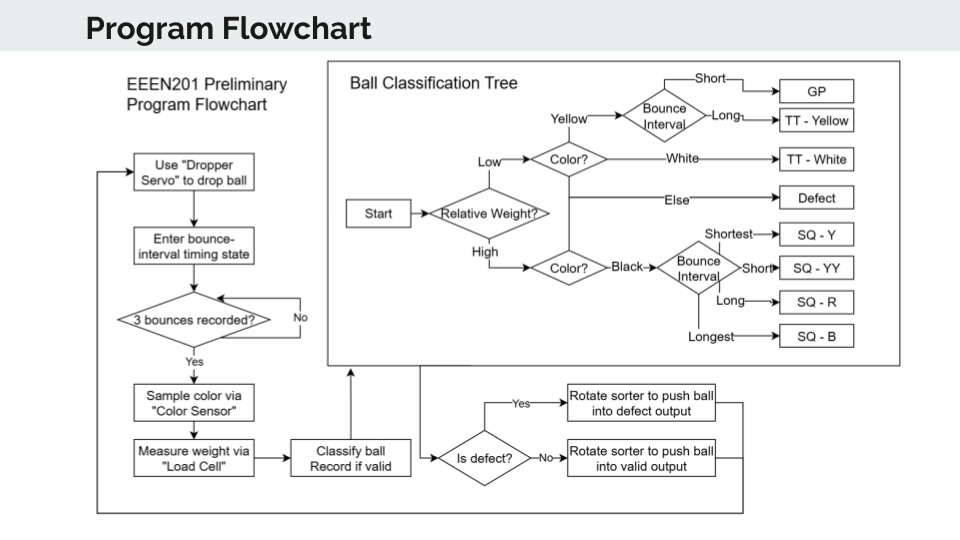 Program Flowchart
EEEN201 Preliminary
Program Flowchart
Use "Dropper
Servo" to drop ball
Enter bounce-
interval timing state
3 bounces recorded?
No
Yes
Sample color via
"Color Sensor"
Measure weight via
"Load Cell"
Classify ball
Record if valid
Ball Classification Tree
Start
Relative Weight?
Low
High
Color?
Yellow
Bounce
Interval
Short
GP
Long
TT - Yellow
White
TT - White
Else
Defect
Color?
Black
Bounce
Interval
Shortest
SQ - Y
Short
SQ - YY
Long
SQ - R
Longest
SQ - B
Is defect?
Yes
Rotate sorter to push ball
into defect output
No
Rotate sorter to push ball
into valid output